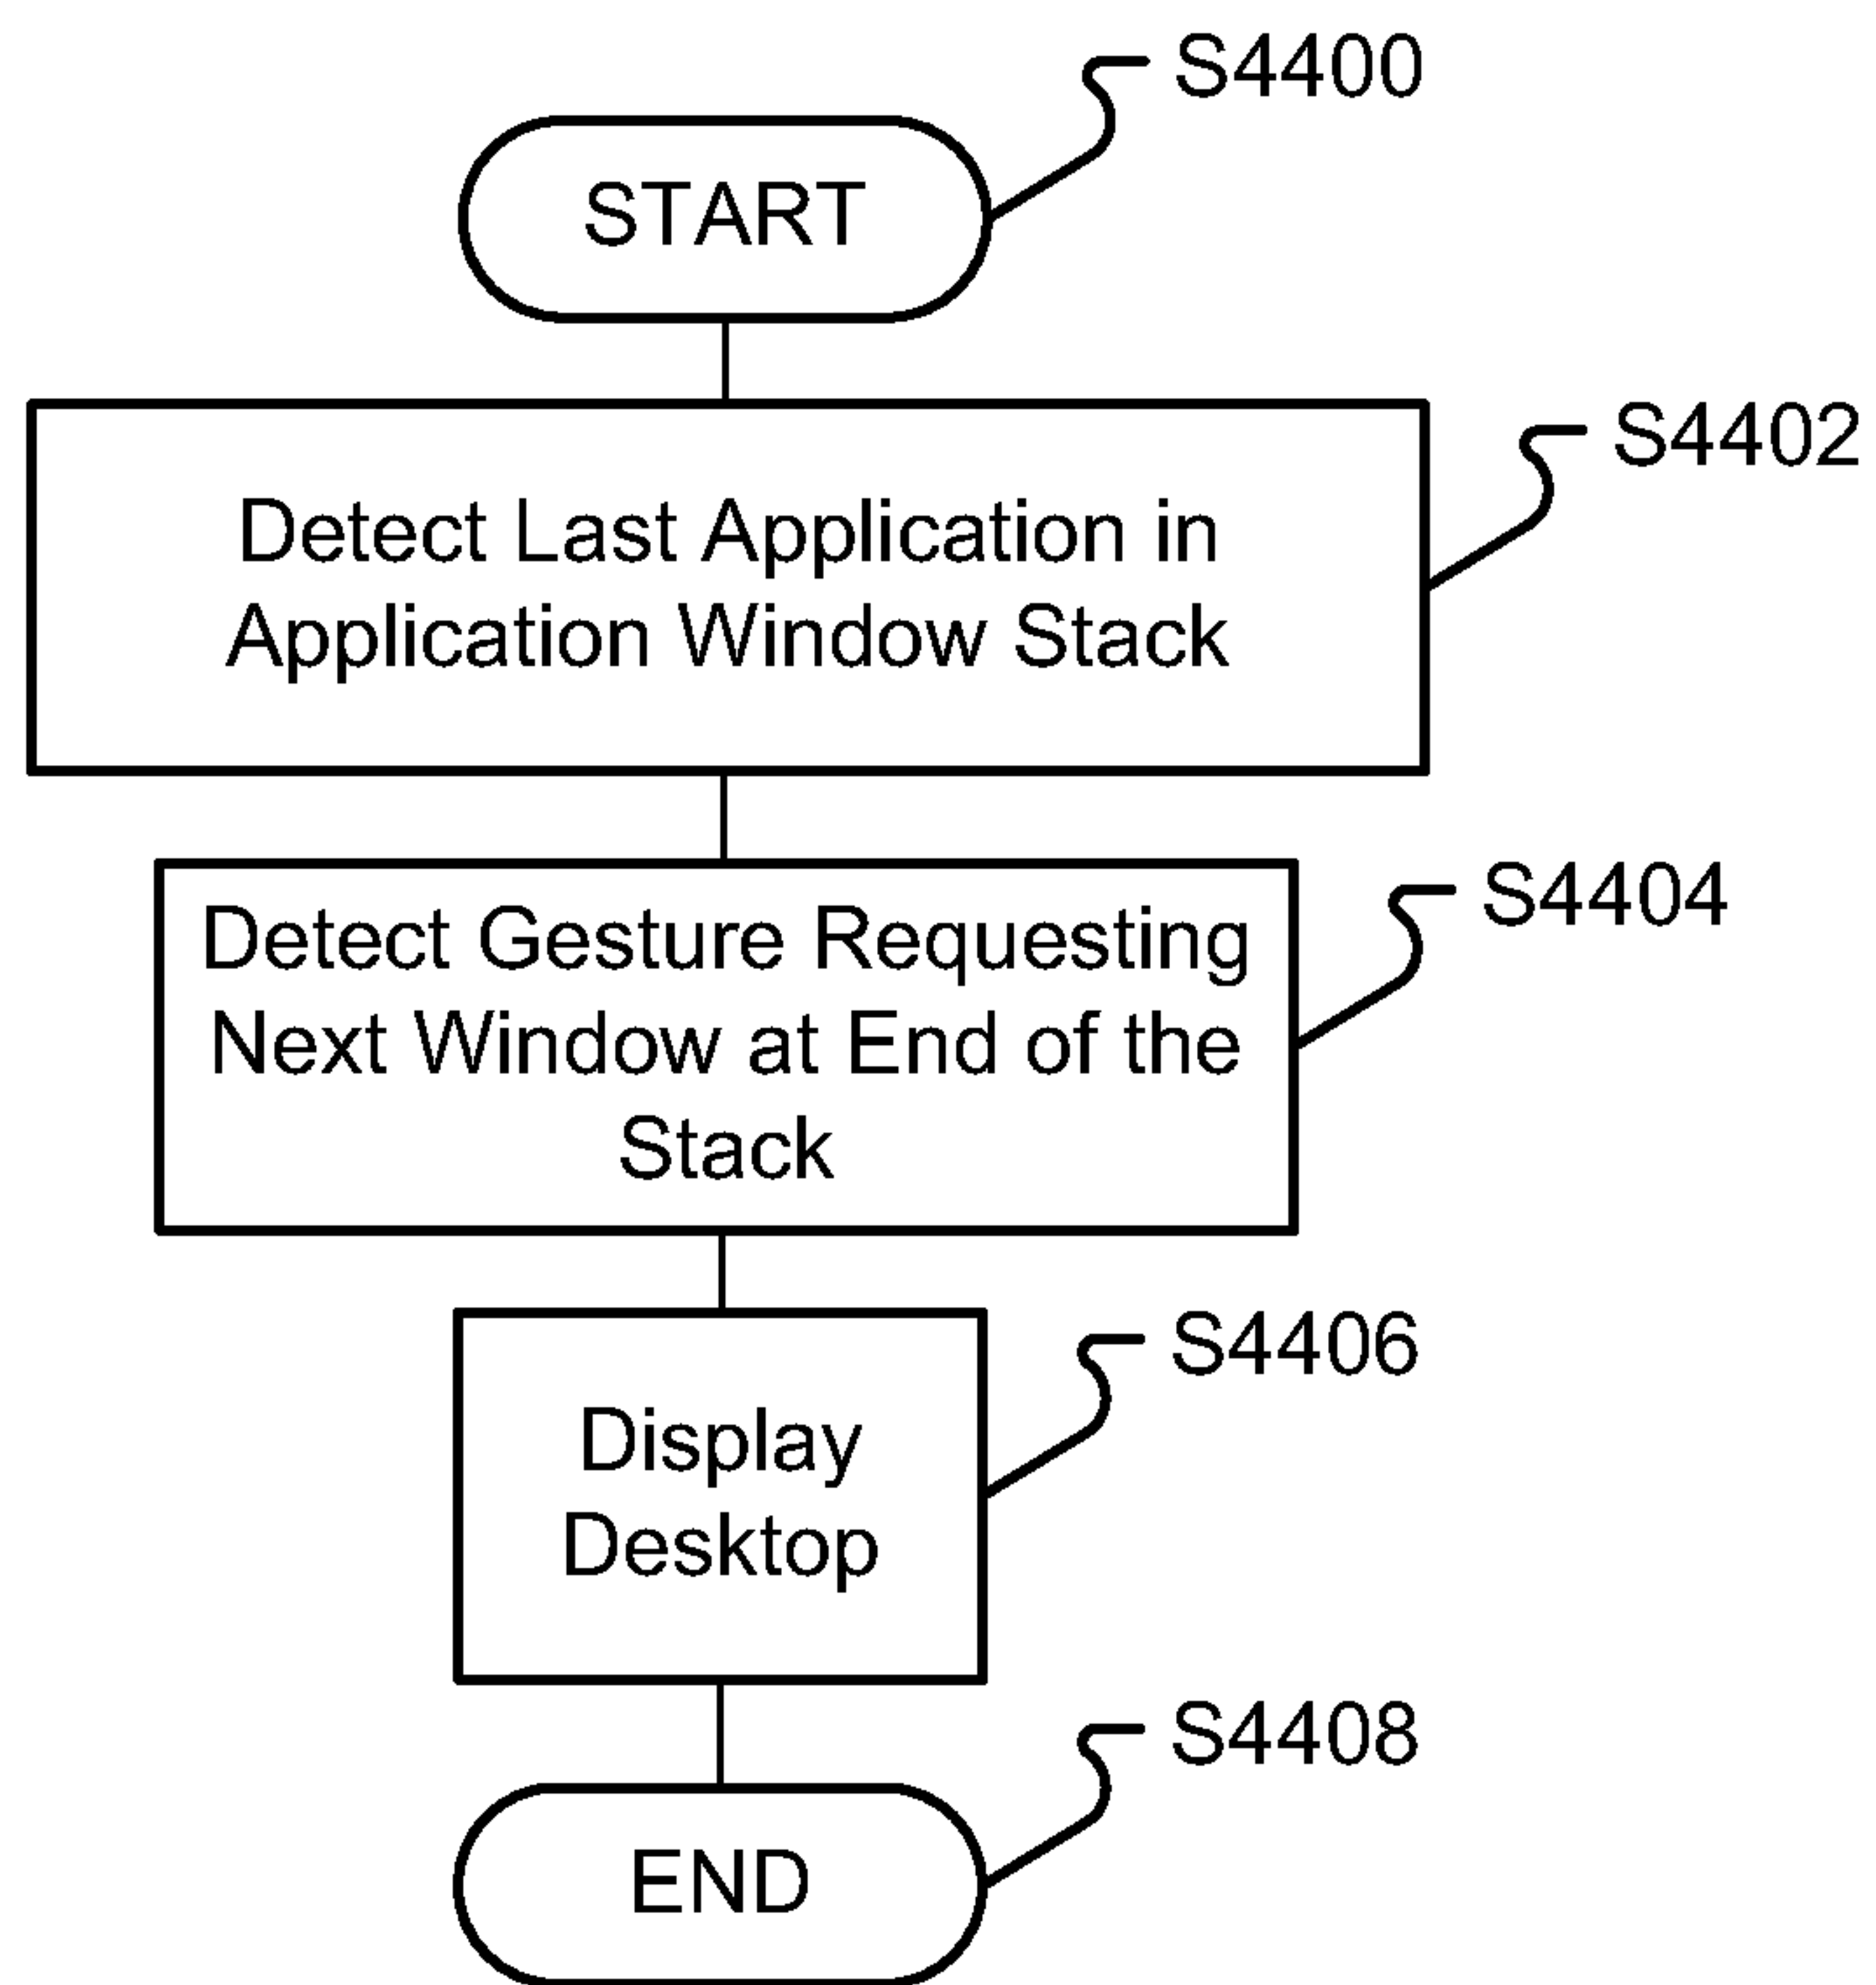 S4400
START
S4402
Detect Last Application in
Application Window Stack
S4404
Detect Gesture Requesting
Next Window at End of the
Stack
S4406
Display
Desktop
S4408
END